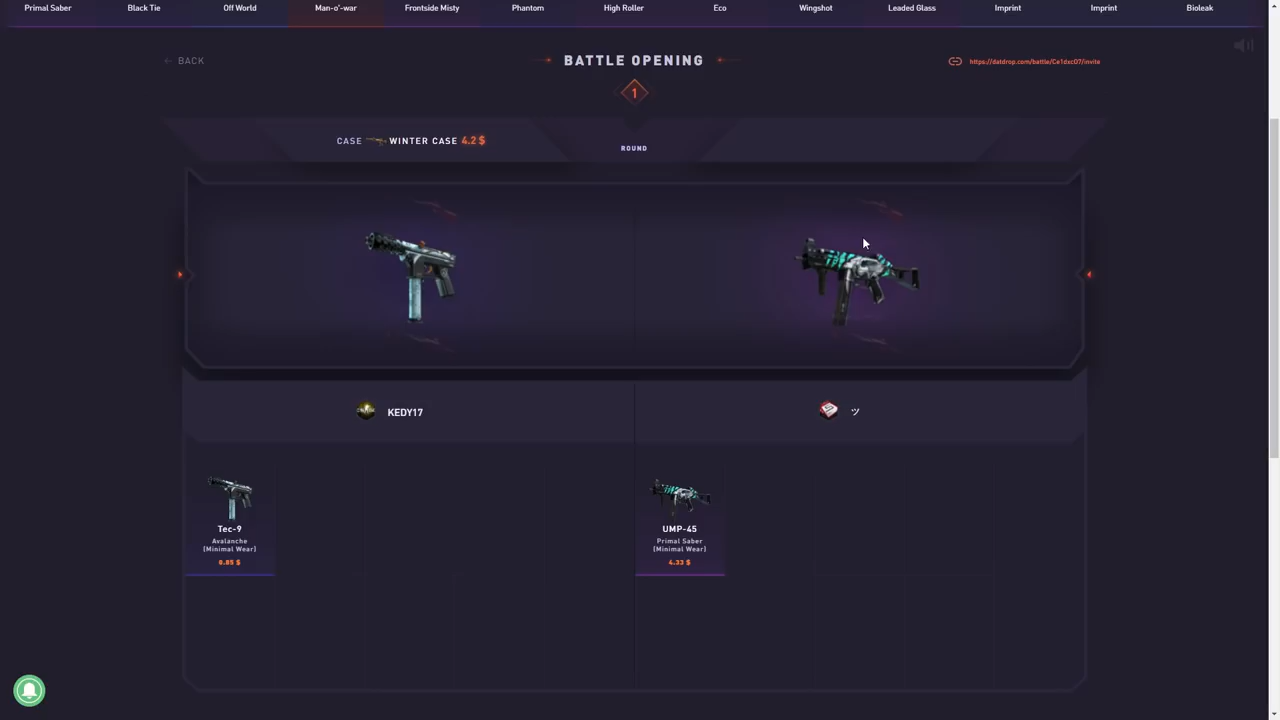 Primal Saber Black Tie Off World Man-o'-war Frontside Misty Phantom High Roller Eco Wingshot Leaded Glass Imprint Imprint Bioleak
← BACK
BATTLE OPENING
https://datdrop.com/battle/Ce1dxc07/invite
1
CASE WINTER CASE 4.2 $
ROUND
KEDY17
ツ
Tec-9
Avalanche
[Minimal Wear]
0.85 $
UMP-45
Primal Saber
[Minimal Wear]
4.33 $